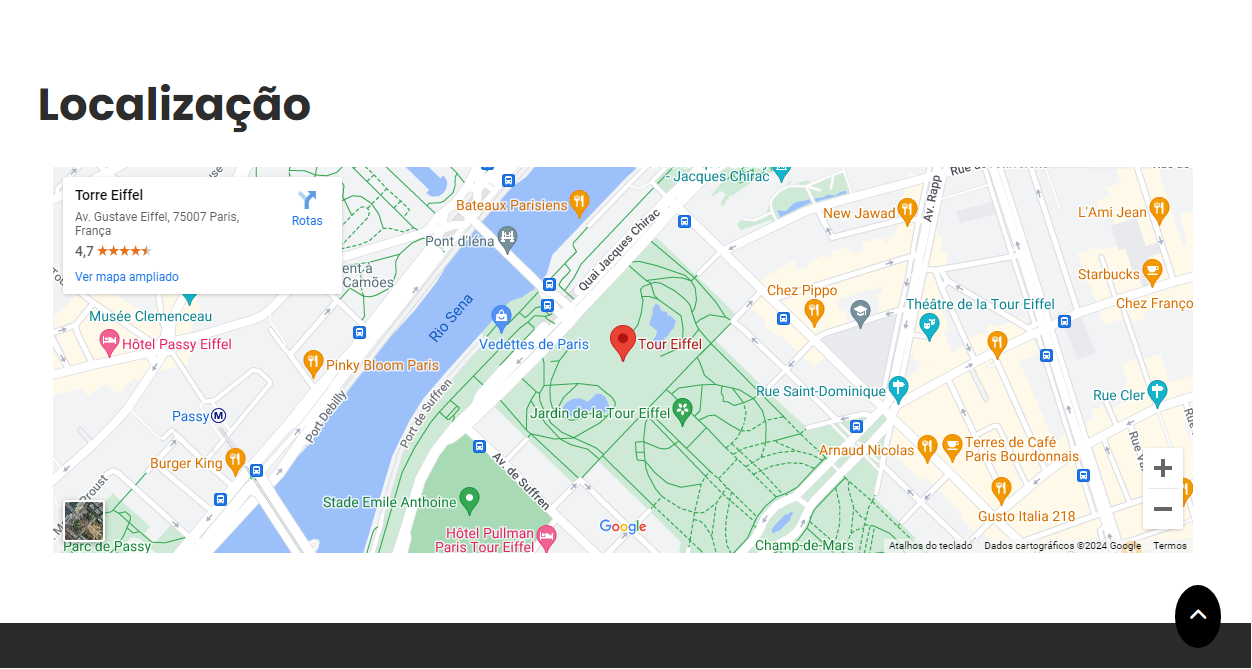 Localização
Torre Eiffel
Av. Gustave Eiffel, 75007 Paris,
França
4,7
Rotas
Ver mapa ampliado
Jacques Chirac
Bateaux Parisiens
New Jawad
Av. Rapp
L'Ami Jean
Pont d'Iéna
Quai Jacques Chirac
Camões
Starbucks
Chez Pippo
Chez Franço
Musée Clemenceau
Rio Sena
Théâtre de la Tour Eiffel
Hôtel Passy Eiffel
Vedettes de Paris
Tour Eiffel
Pinky Bloom Paris
Rue Saint-Dominique
Rue Cler
Port Debilly
Port de Suffren
Passy M
Jardin de la Tour Eiffel
Burger King
Arnaud Nicolas
Terres de Café
Paris Bourdonnais
Av. de Suffren
Stade Emile Anthoine
Gusto Italia 218
Hôtel Pullman
Paris Tour Eiffel
Google
Parc de Passy
Champ-de-Mars
Atalhos do teclado
Dados cartográficos ©2024 Google
Termos